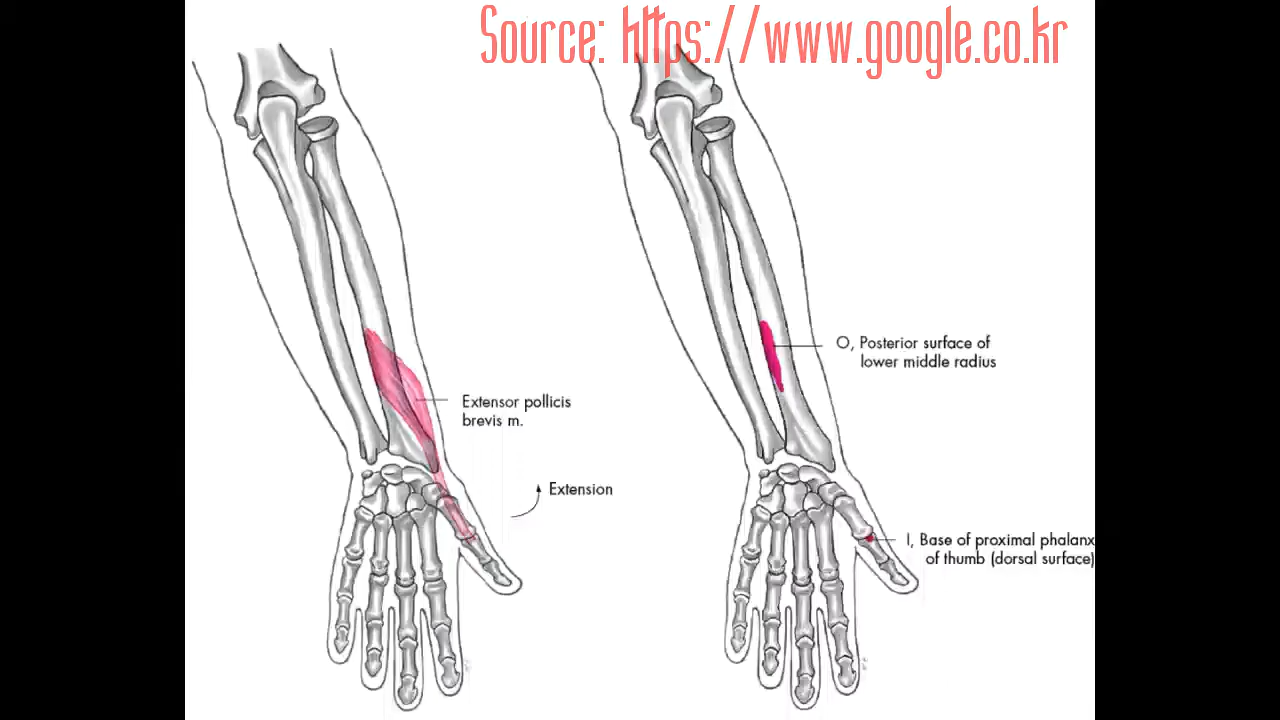 Source: https://www.google.co.kr
O, Posterior surface of
lower middle radius
Extensor pollicis
brevis m.
Extension
I, Base of proximal phalanx
of thumb (dorsal surface)